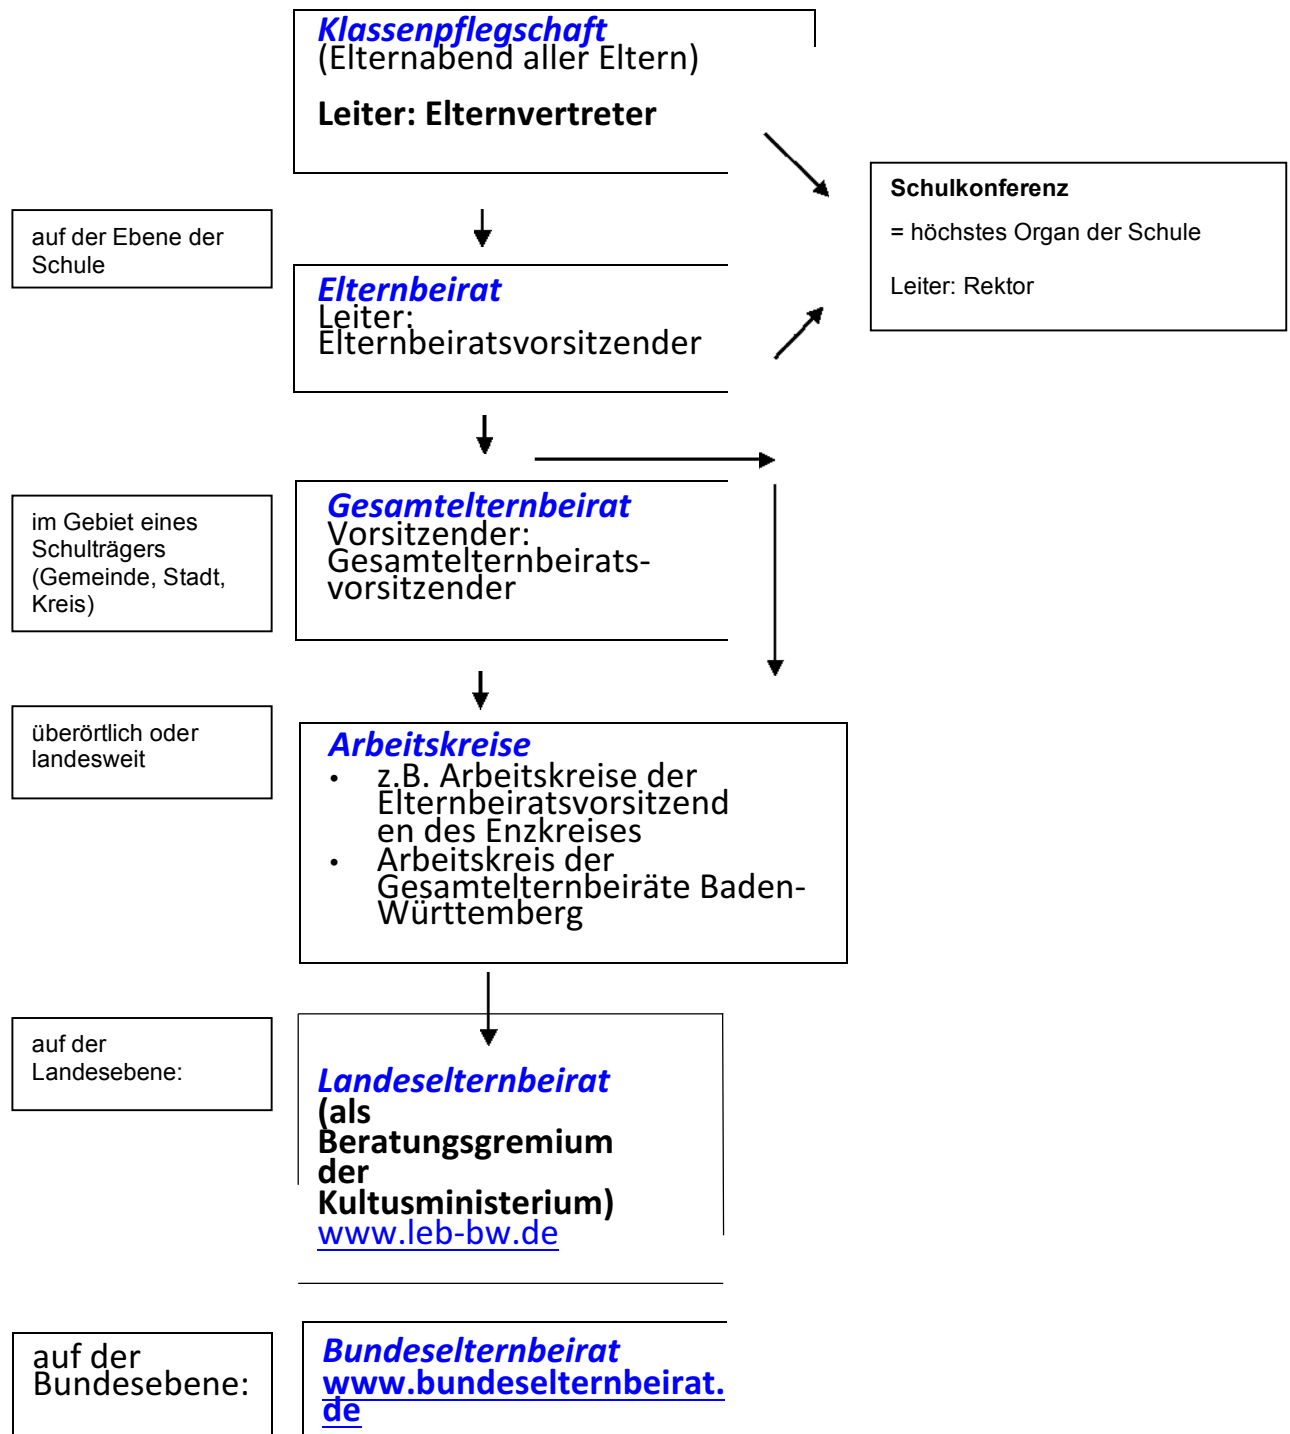 Klassenpflegschaft
(Elternabend aller Eltern)
Leiter: Elternvertreter
Schulkonferenz
= höchstes Organ der Schule
Leiter: Rektor
auf der Ebene der
Schule
Elternbeirat
Leiter:
Elternbeiratsvorsitzender
im Gebiet eines
Schulträgers
(Gemeinde, Stadt,
Kreis)
Gesamtelternbeirat
Vorsitzender:
Gesamtelternbeirats-
vorsitzender
überörtlich oder
landesweit
Arbeitskreise
• z.B. Arbeitskreise der
Elternbeiratsvorsitzend
en des Enzkreises
• Arbeitskreis der
Gesamtelternbeiräte Baden-
Württemberg
auf der
Landesebene:
Landeselternbeirat
(als
Beratungsgremium
der
Kultusministerium)
www.leb-bw.de
auf der
Bundesebene:
Bundeselternbeirat
www.bundeselternbeirat.
de